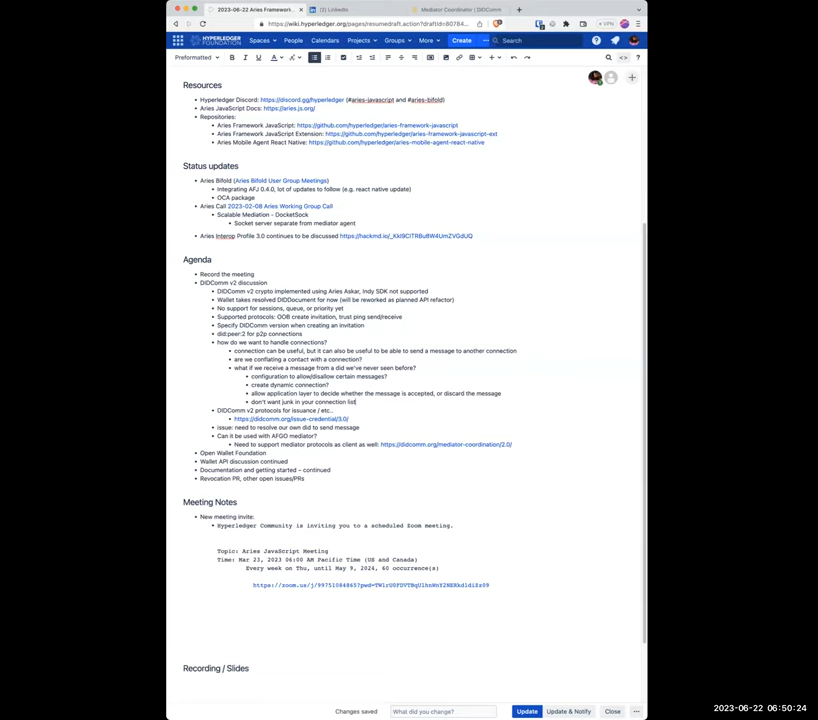 2023-06-22 Aries Framework
(2) LinkedIn
Mediator Coordinator | DIDComm
https://wiki.hyperledger.org/pages/resumedraft.action?draftId=80784...
VPN
HYPERLEDGER FOUNDATION
Spaces
People
Calendars
Projects
Groups
More
Create
Search
Preformatted
B I U A
Resources
• Hyperledger Discord: https://discord.gg/hyperledger (#aries-javascript and #aries-bifold)
• Aries JavaScript Docs: https://aries.js.org/
• Repositories:
• Aries Framework JavaScript: https://github.com/hyperledger/aries-framework-javascript
• Aries Framework JavaScript Extension: https://github.com/hyperledger/aries-framework-javascript-ext
• Aries Mobile Agent React Native: https://github.com/hyperledger/aries-mobile-agent-react-native
Status updates
• Aries Bifold (Aries Bifold User Group Meetings)
• Integrating AFJ 0.4.0, lot of updates to follow (e.g. react native update)
• OCA package
• Aries Call 2023-02-08 Aries Working Group Call
• Scalable Mediation - DocketSock
• Socket server separate from mediator agent
• Aries Interop Profile 3.0 continues to be discussed
Agenda
• Record the meeting
• DIDComm v2 discussion
• DIDComm v2 crypto implemented using Aries Askar, indy SDK not supported
• Wallet takes resolved DIDDocument for now (will be reworked as planned API refactor)
• No support for sessions, queue, or priority yet
• Supported protocols: OOB create invitation, trust ping send/receive
• Specify DIDComm version when creating an invitation
• did:peer:2 for p2p connections
• how do we want to handle connections?
• connection can be useful, but it can also be useful to be able to send a message to another connection
• are we conflating a contact with a connection?
• what if we receive a message from a did we've never seen before?
• configuration to allow/disallow certain messages?
• create dynamic connection?
• allow application layer to decide whether the message is accepted, or discard the message
• don't want junk in your connection list
• DIDComm v2 protocols for issuance / etc..
• https://didcomm.org/issue-credential/3.0/
• issue: need to resolve our own did to send message
• Can it be used with AFGO mediator?
• Need to support mediator protocols as client as well: https://didcomm.org/mediator-coordination/2.0/
• Open Wallet Foundation
• Wallet API discussion continued
• Documentation and getting started – continued
• Revocation PR, other open issues/PRs
Meeting Notes
• New meeting invite:
• Hyperledger Community is inviting you to a scheduled Zoom meeting.
Topic: Aries JavaScript Meeting
Time: Mar 23, 2023 06:00 AM Pacific Time (US and Canada)
Every week on Thu, until May 9, 2024, 60 occurrence(s)
Recording / Slides
Changes saved
What did you change?
Update
Update & Notify
Close
2023-06-22 06:50:24